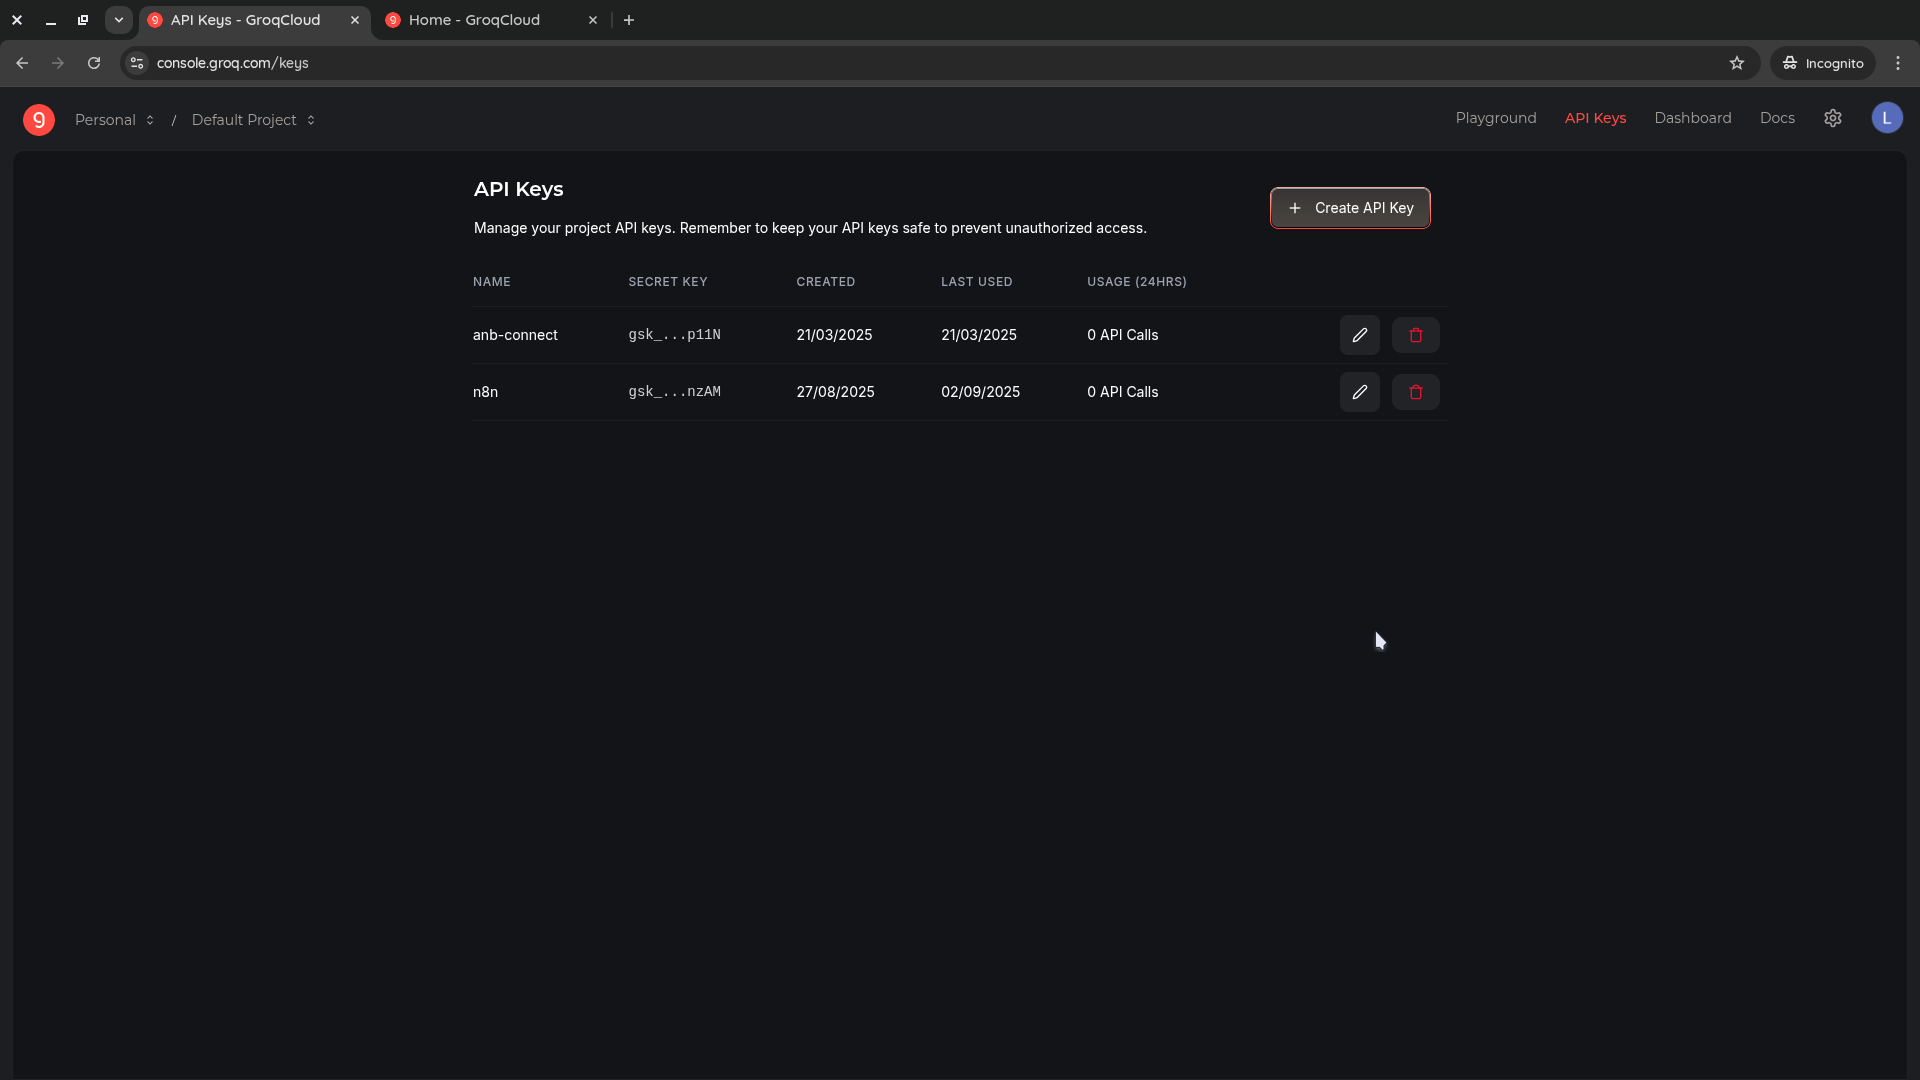 API Keys - GroqCloud
Home - GroqCloud
console.groq.com/keys
Incognito
g Personal / Default Project
Playground API Keys Dashboard Docs L
API Keys
Create API Key
Manage your project API keys. Remember to keep your API keys safe to prevent unauthorized access.
NAME SECRET KEY CREATED LAST USED USAGE (24HRS)
anb-connect gsk_...p11N 21/03/2025 21/03/2025 0 API Calls
n8n gsk_...nzAM 27/08/2025 02/09/2025 0 API Calls